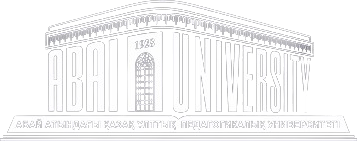 1928
ABAI UNIVERSITY
АБАЙ АТЫНДАҒЫ ҚАЗАҚ ҰЛТТЫҚ ПЕДАГОГИКАЛЫҚ УНИВЕРСИТЕТІ